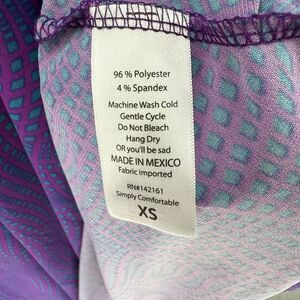 96 % Polyester
4 % Spandex
Machine Wash Cold
Gentle Cycle
Do Not Bleach
Hang Dry
OR you'll be sad
MADE IN MEXICO
Fabric imported
RN#142161
Simply Comfortable
XS